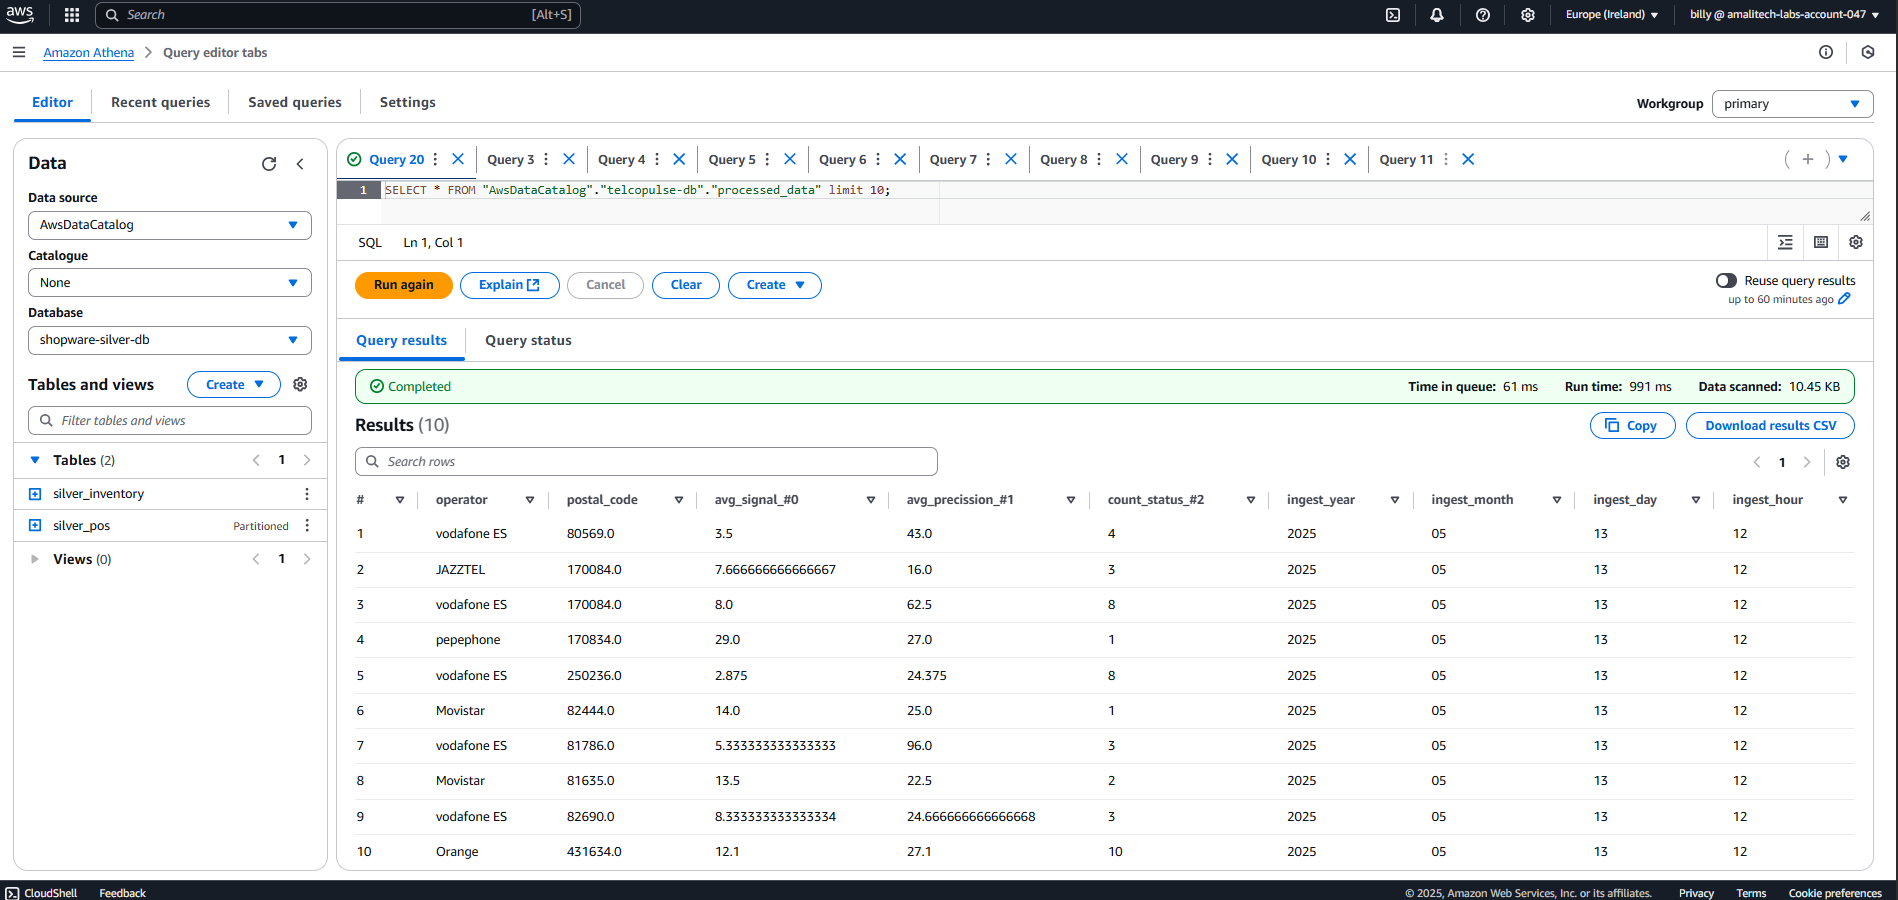 aws
Search [Alt+S]
Europe (Ireland) billy @ amalitech-labs-account-047
Amazon Athena Query editor tabs
Editor Recent queries Saved queries Settings
Workgroup primary
Data
Data source
AwsDataCatalog
Catalogue
None
Database
shopware-silver-db
Tables and views Create
Filter tables and views
Tables (2) 1
silver_inventory
silver_pos Partitioned
Views (0) 1
Query 20 Query 3 Query 4 Query 5 Query 6 Query 7 Query 8 Query 9 Query 10 Query 11
1 SELECT * FROM "AwsDataCatalog"."telcopulse-db"."processed_data" limit 10;
SQL Ln 1, Col 1
Run again Explain Cancel Clear Create
Reuse query results
up to 60 minutes ago
Query results Query status
Completed Time in queue: 61 ms Run time: 991 ms Data scanned: 10.45 KB
Results (10) Copy Download results CSV
Search rows 1
# operator postal_code avg_signal_#0 avg_precission_#1 count_status_#2 ingest_year ingest_month ingest_day ingest_hour
1 vodafone ES 80569.0 3.5 43.0 4 2025 05 13 12
2 JAZZTEL 170084.0 7.666666666666667 16.0 3 2025 05 13 12
3 vodafone ES 170084.0 8.0 62.5 8 2025 05 13 12
4 pepephone 170834.0 29.0 27.0 1 2025 05 13 12
5 vodafone ES 250236.0 2.875 24.375 8 2025 05 13 12
6 Movistar 82444.0 14.0 25.0 1 2025 05 13 12
7 vodafone ES 81786.0 5.333333333333333 96.0 3 2025 05 13 12
8 Movistar 81635.0 13.5 22.5 2 2025 05 13 12
9 vodafone ES 82690.0 8.333333333333334 24.666666666666668 3 2025 05 13 12
10 Orange 431634.0 12.1 27.1 10 2025 05 13 12
CloudShell Feedback
© 2025, Amazon Web Services, Inc. or its affiliates. Privacy Terms Cookie preferences